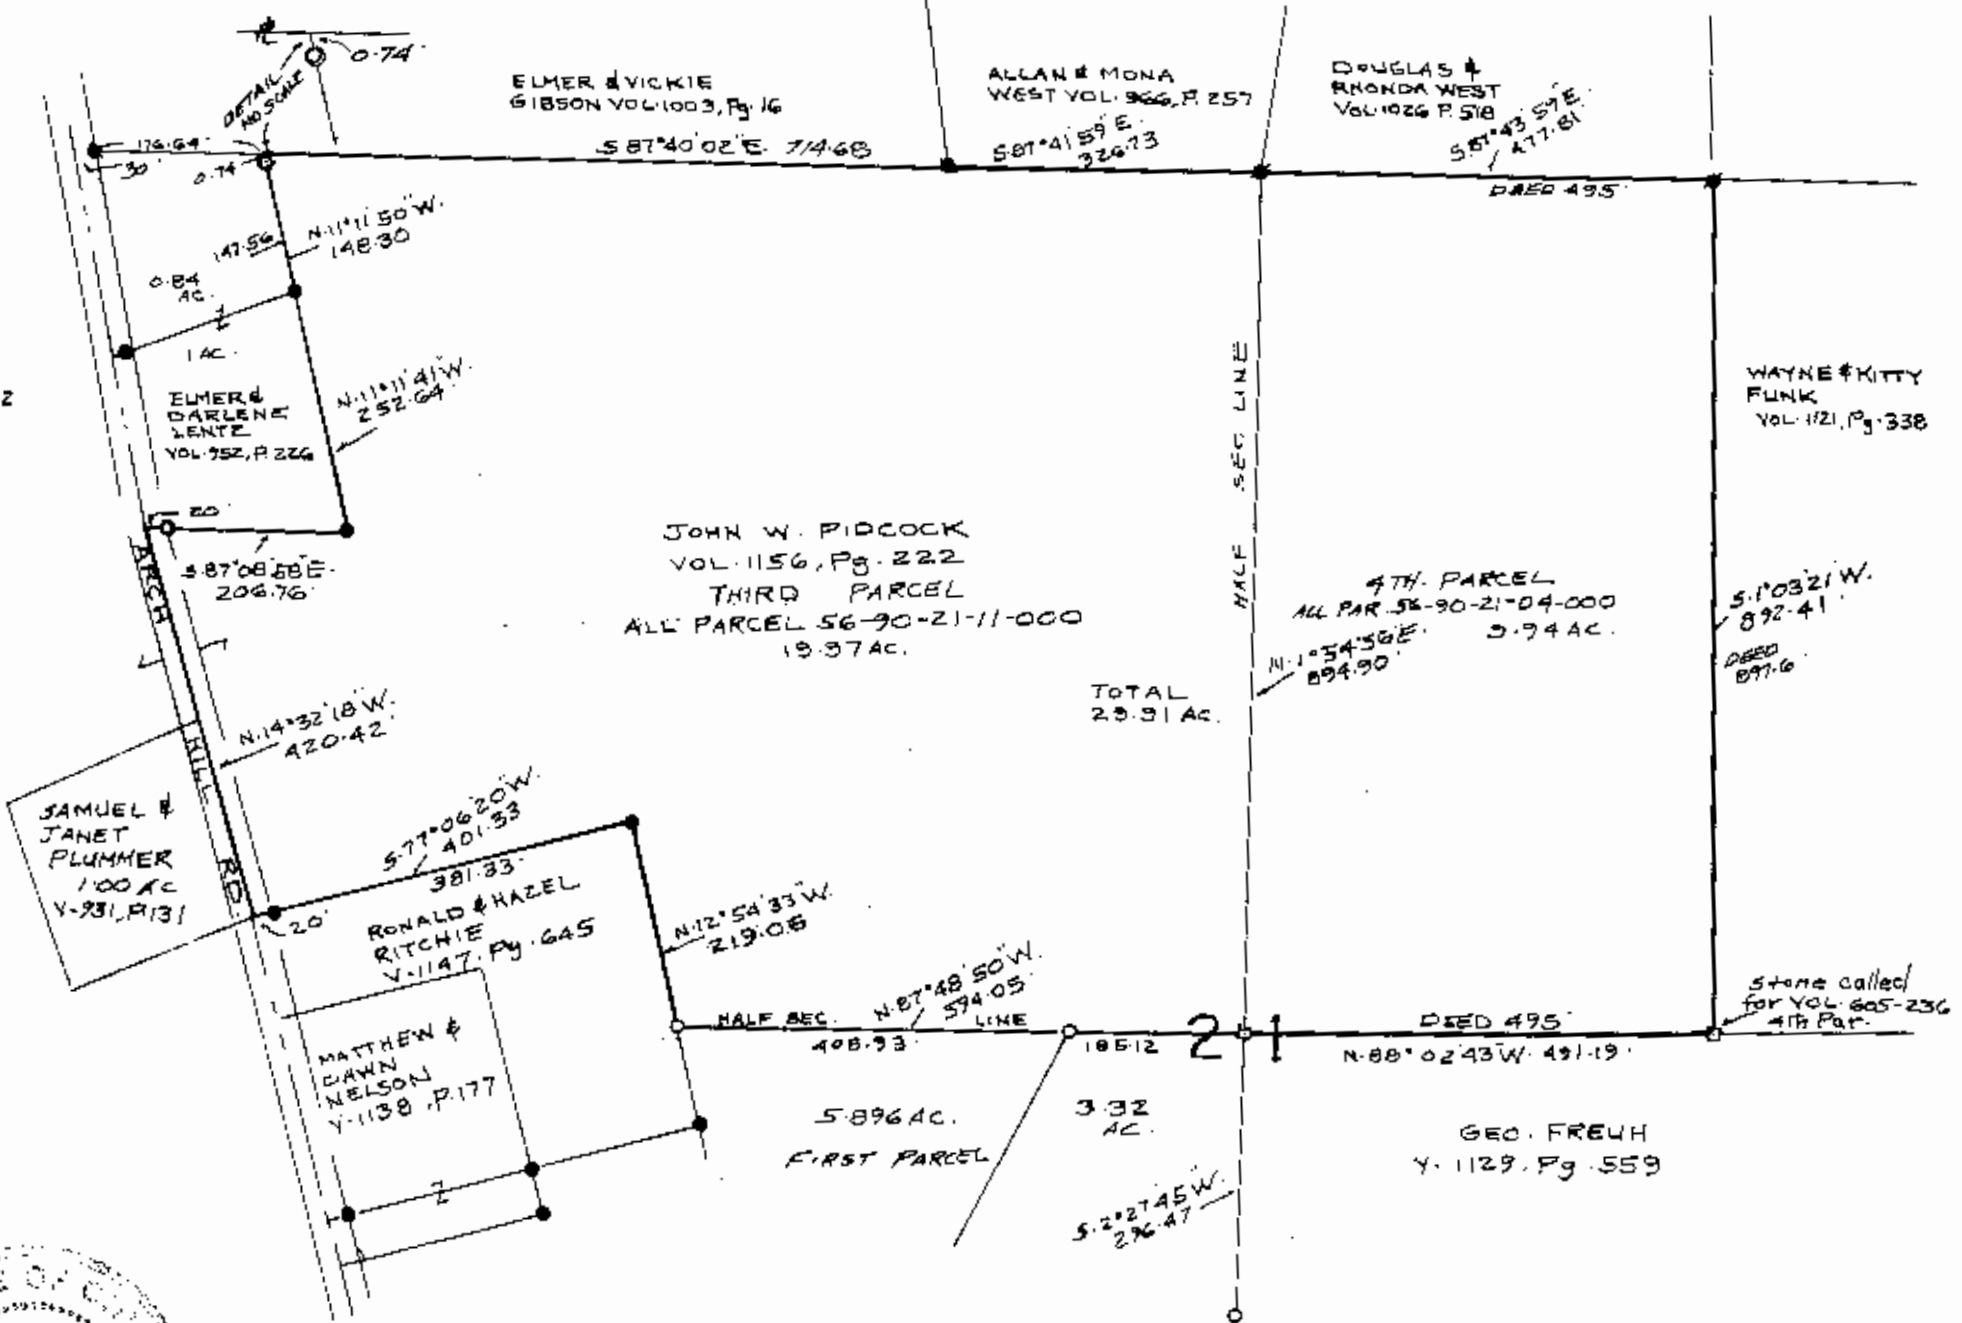 0.74'
DETAIL
NO SCALE
ELMER & VICKIE
GIBSON VOL.1003, Pg.16
ALLAN & MONA
WEST VOL. 966, P. 257
DOUGLAS &
RHONDA WEST
VOL.1026 P. 518
176.64'
30'
0.74'
S 87°40'02"E. 714.68
S.87°41'59"E.
326.73
S.87°43'57"E.
477.81'
DEED 495'
147.56
N.11°11'50"W.
148.30
0.84
AC.
1 AC.
2
ELMER &
DARLENE
LENTZ
VOL.952, P. 226
N.11°11'41"W.
252.64'
WAYNE & KITTY
FUNK
VOL.1121, Pg.338
HALF SEC LINE
20'
S.87°08'58"E.
206.76'
JOHN W. PIDCOCK
VOL.1156, Pg. 222
THIRD PARCEL
ALL PARCEL 56-90-21-11-000
19.97 AC.
4TH. PARCEL
ALL PAR. 56-90-21-04-000
9.94 AC.
N.1°54'56"E.
894.90'
S.1°03'21"W.
892.41'
DEED
897.6
TOTAL
29.91 AC.
ARCH HILL RD
N.14°32'18"W.
420.42'
SAMUEL &
JANET
PLUMMER
1.00 AC
V-931, P.131
S.77°06'20"W.
401.33
381.33'
20'
RONALD & HAZEL
RITCHIE
V-1147, Pg.645
N.12°54'33"W.
219.08
N.87°48'50"W.
594.05'
HALF SEC. LINE
408.93'
185.12
2 1
DEED 495'
N.88°02'43"W. 491.19'
Stone called
for VOL. 605-236
4TH Par.
MATTHEW &
DAWN
NELSON
V-1138, P.177
5.896 AC.
FIRST PARCEL
3.32
AC.
GEO. FREUH
V. 1129, Pg. 559
S.2°27'45"W.
296.47